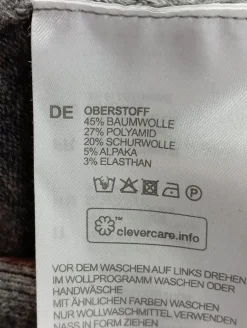 DE OBERSTOFF
45% BAUMWOLLE
27% POLYAMID
20% SCHURWOLLE
5% ALPAKA
3% ELASTHAN
P
™
clevercare.info
VOR DEM WASCHEN AUF LINKS DREHEN
IM WOLLPROGRAMM WASCHEN ODER
HANDWÄSCHE
MIT ÄHNLICHEN FARBEN WASCHEN
NUR WOLLWASCHMITTEL VERWENDEN
NASS IN FORM ZIEHEN